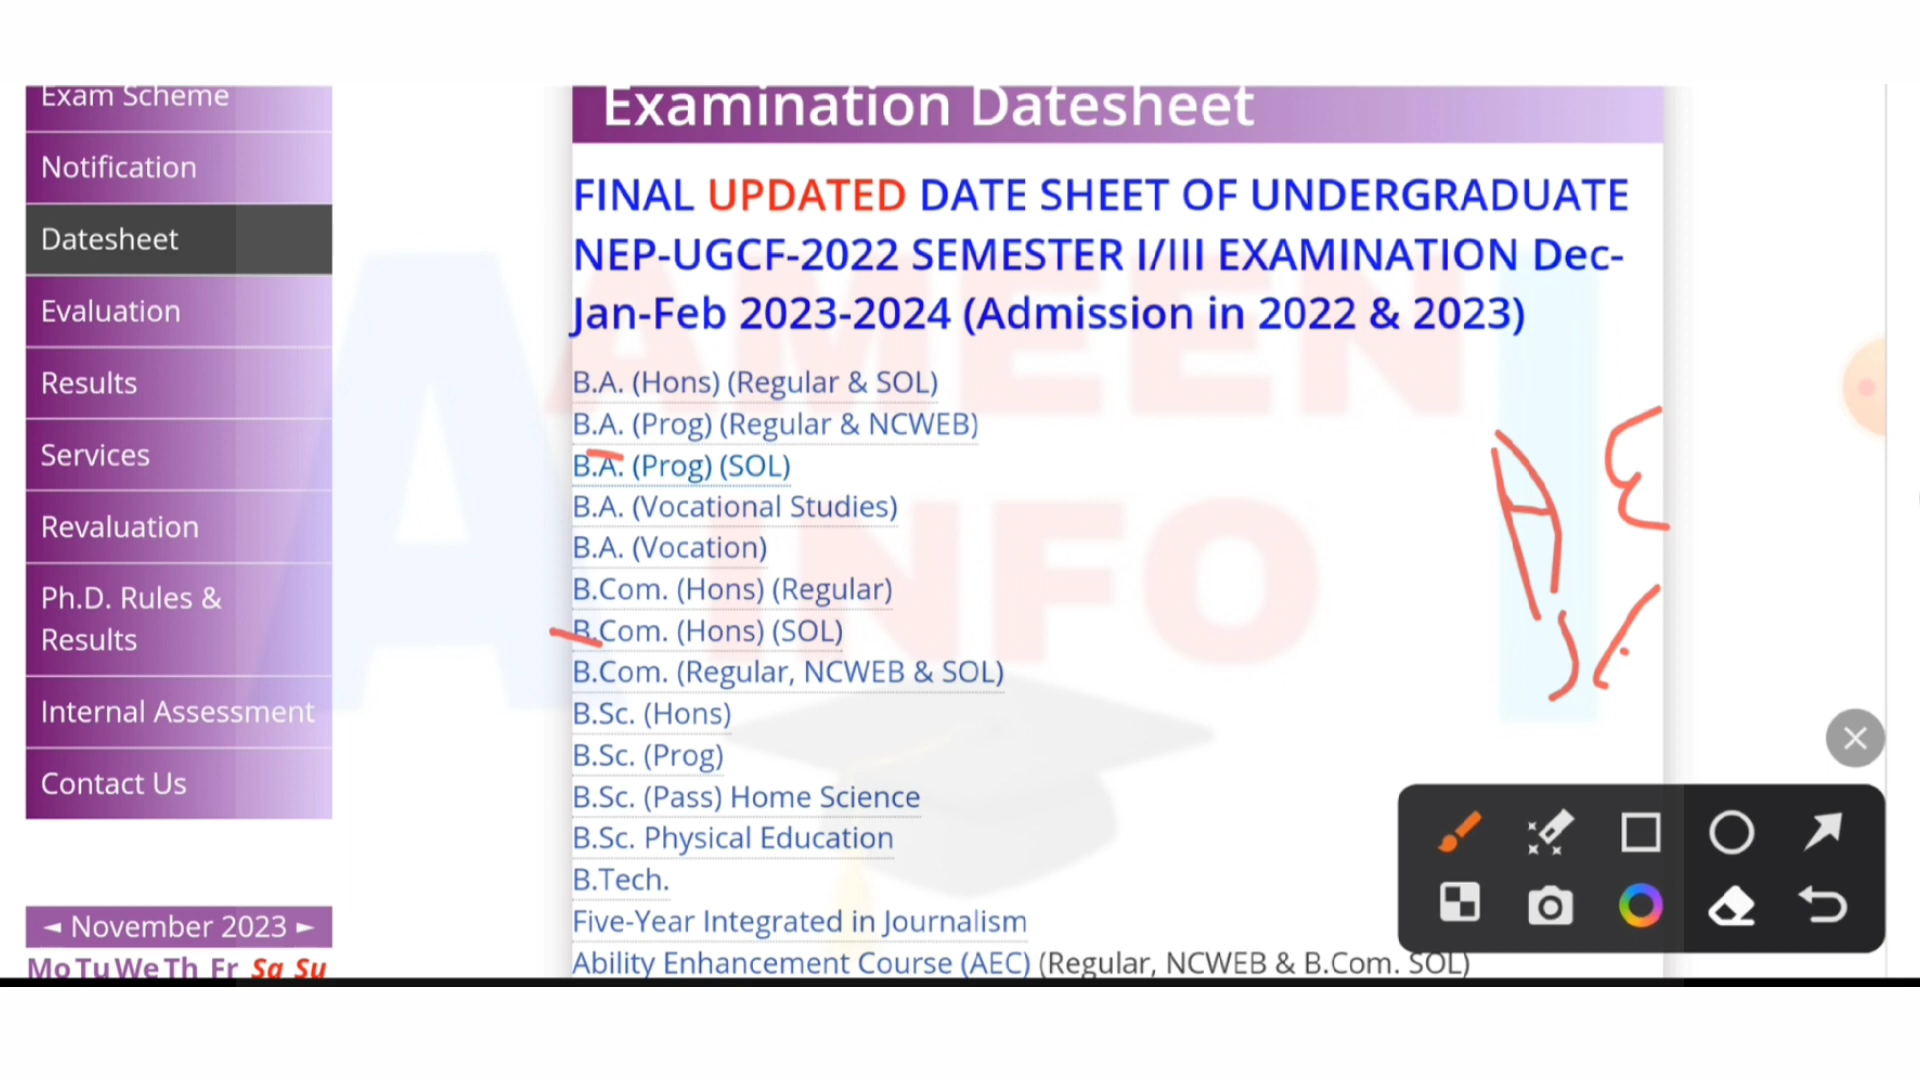 Exam Scheme
Notification
Datesheet
Evaluation
Results
Services
Revaluation
Ph.D. Rules &
Results
Internal Assessment
Contact Us
◄ November 2023 ►
Mo Tu We Th Fr Sa Su
Examination Datesheet
FINAL UPDATED DATE SHEET OF UNDERGRADUATE
NEP-UGCF-2022 SEMESTER I/III EXAMINATION Dec-
Jan-Feb 2023-2024 (Admission in 2022 & 2023)
B.A. (Hons) (Regular & SOL)
B.A. (Prog) (Regular & NCWEB)
B.A. (Prog) (SOL)
B.A. (Vocational Studies)
B.A. (Vocation)
B.Com. (Hons) (Regular)
B.Com. (Hons) (SOL)
B.Com. (Regular, NCWEB & SOL)
B.Sc. (Hons)
B.Sc. (Prog)
B.Sc. (Pass) Home Science
B.Sc. Physical Education
B.Tech.
Five-Year Integrated in Journalism
Ability Enhancement Course (AEC) (Regular, NCWEB & B.Com. SOL)
A AMEEN
INFO